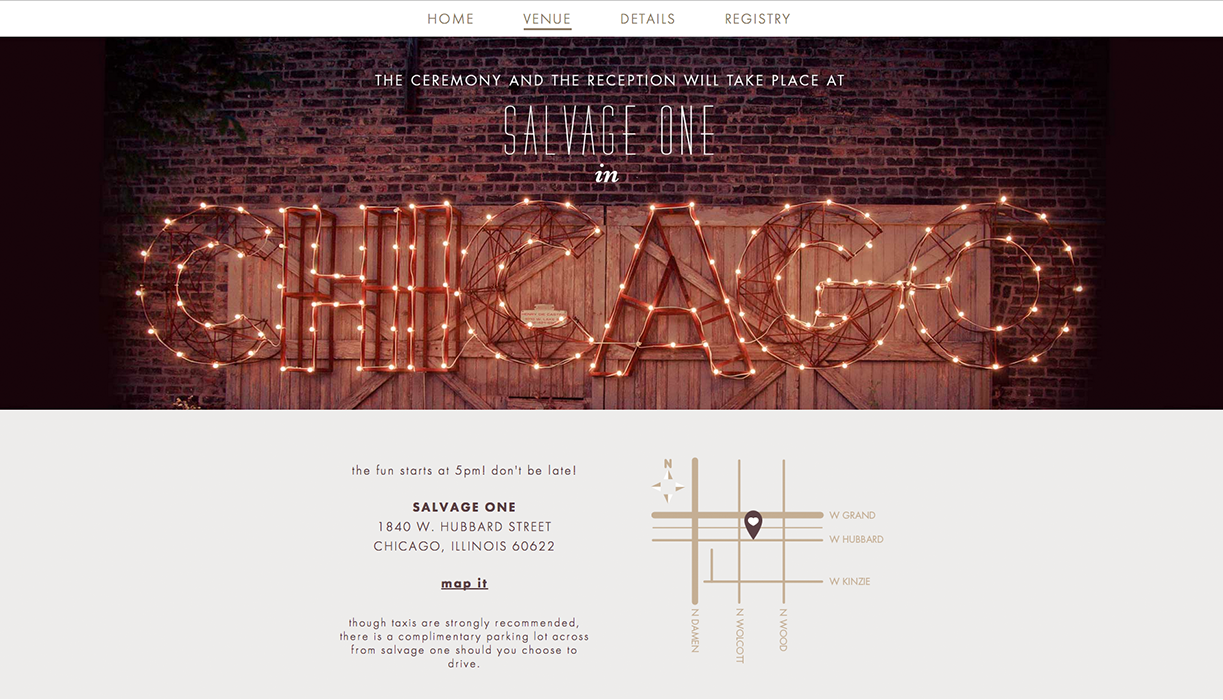 HOME VENUE DETAILS REGISTRY
THE CEREMONY AND THE RECEPTION WILL TAKE PLACE AT
SALVAGE ONE
in
CHICAGO
the fun starts at 5pm! don't be late!
SALVAGE ONE
1840 W. HUBBARD STREET
CHICAGO, ILLINOIS 60622
map it
though taxis are strongly recommended,
there is a complimentary parking lot across
from salvage one should you choose to
drive.
N
W GRAND
W HUBBARD
W KINZIE
N DAMEN
N WOLCOTT
N WOOD